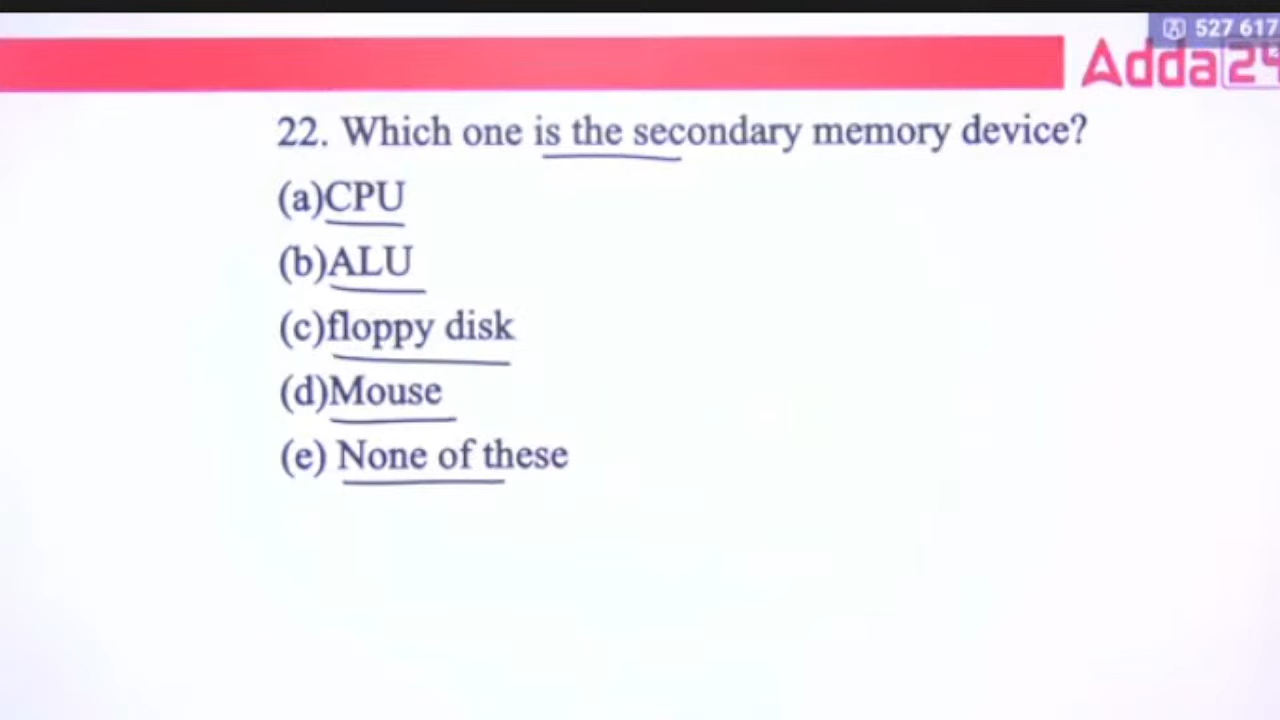 527 617
Adda24
22. Which one is the secondary memory device?
(a)CPU
(b)ALU
(c)floppy disk
(d)Mouse
(e) None of these